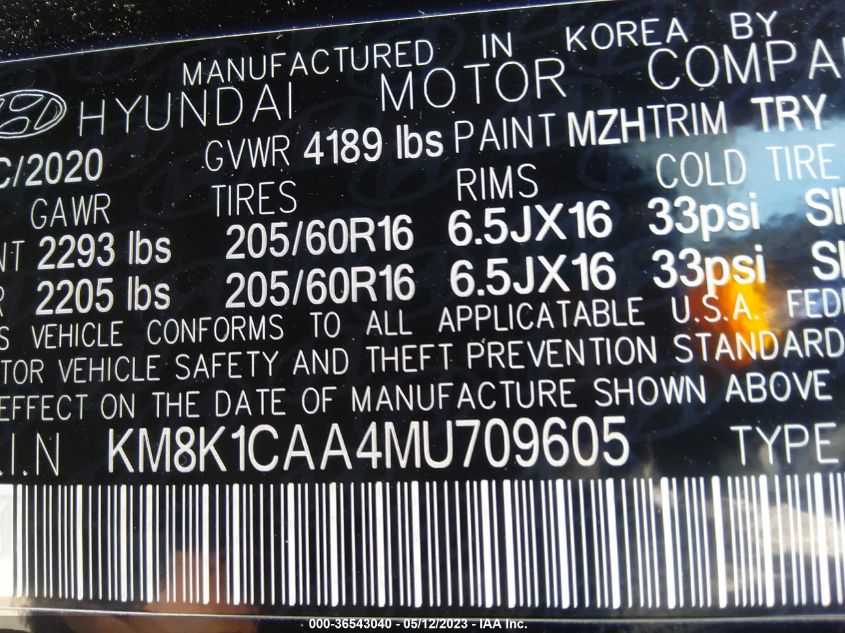 MANUFACTURED IN KOREA BY
HYUNDAI MOTOR COMPA
C/2020 GVWR 4189 lbs PAINT MZH TRIM TRY
GAWR TIRES RIMS COLD TIRE
NT 2293 lbs 205/60R16 6.5JX16 33psi SI
R 2205 lbs 205/60R16 6.5JX16 33psi SI
S VEHICLE CONFORMS TO ALL APPLICATABLE U.S.A. FEDE
TOR VEHICLE SAFETY AND THEFT PREVENTION STANDARD
EFFECT ON THE DATE OF MANUFACTURE SHOWN ABOVE
.I.N KM8K1CAA4MU709605 TYPE
000-36543040 - 05/12/2023 - IAA Inc.